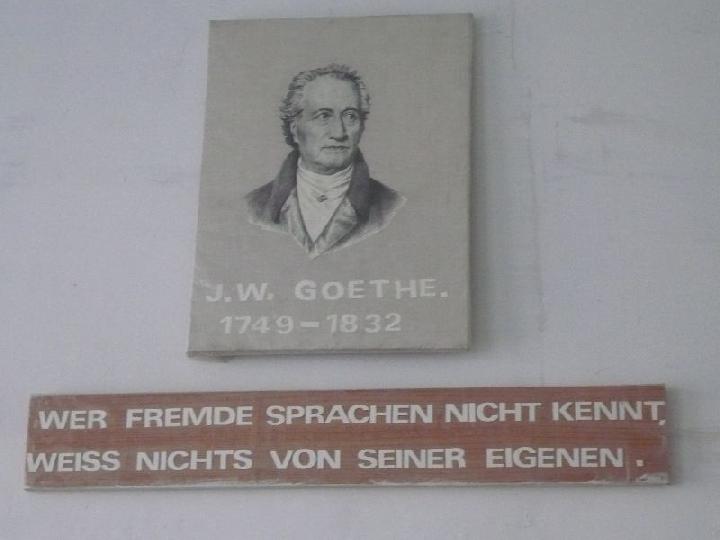 J.W. GOETHE.
1749-1832
WER FREMDE SPRACHEN NICHT KENNT,
WEISS NICHTS VON SEINER EIGENEN.